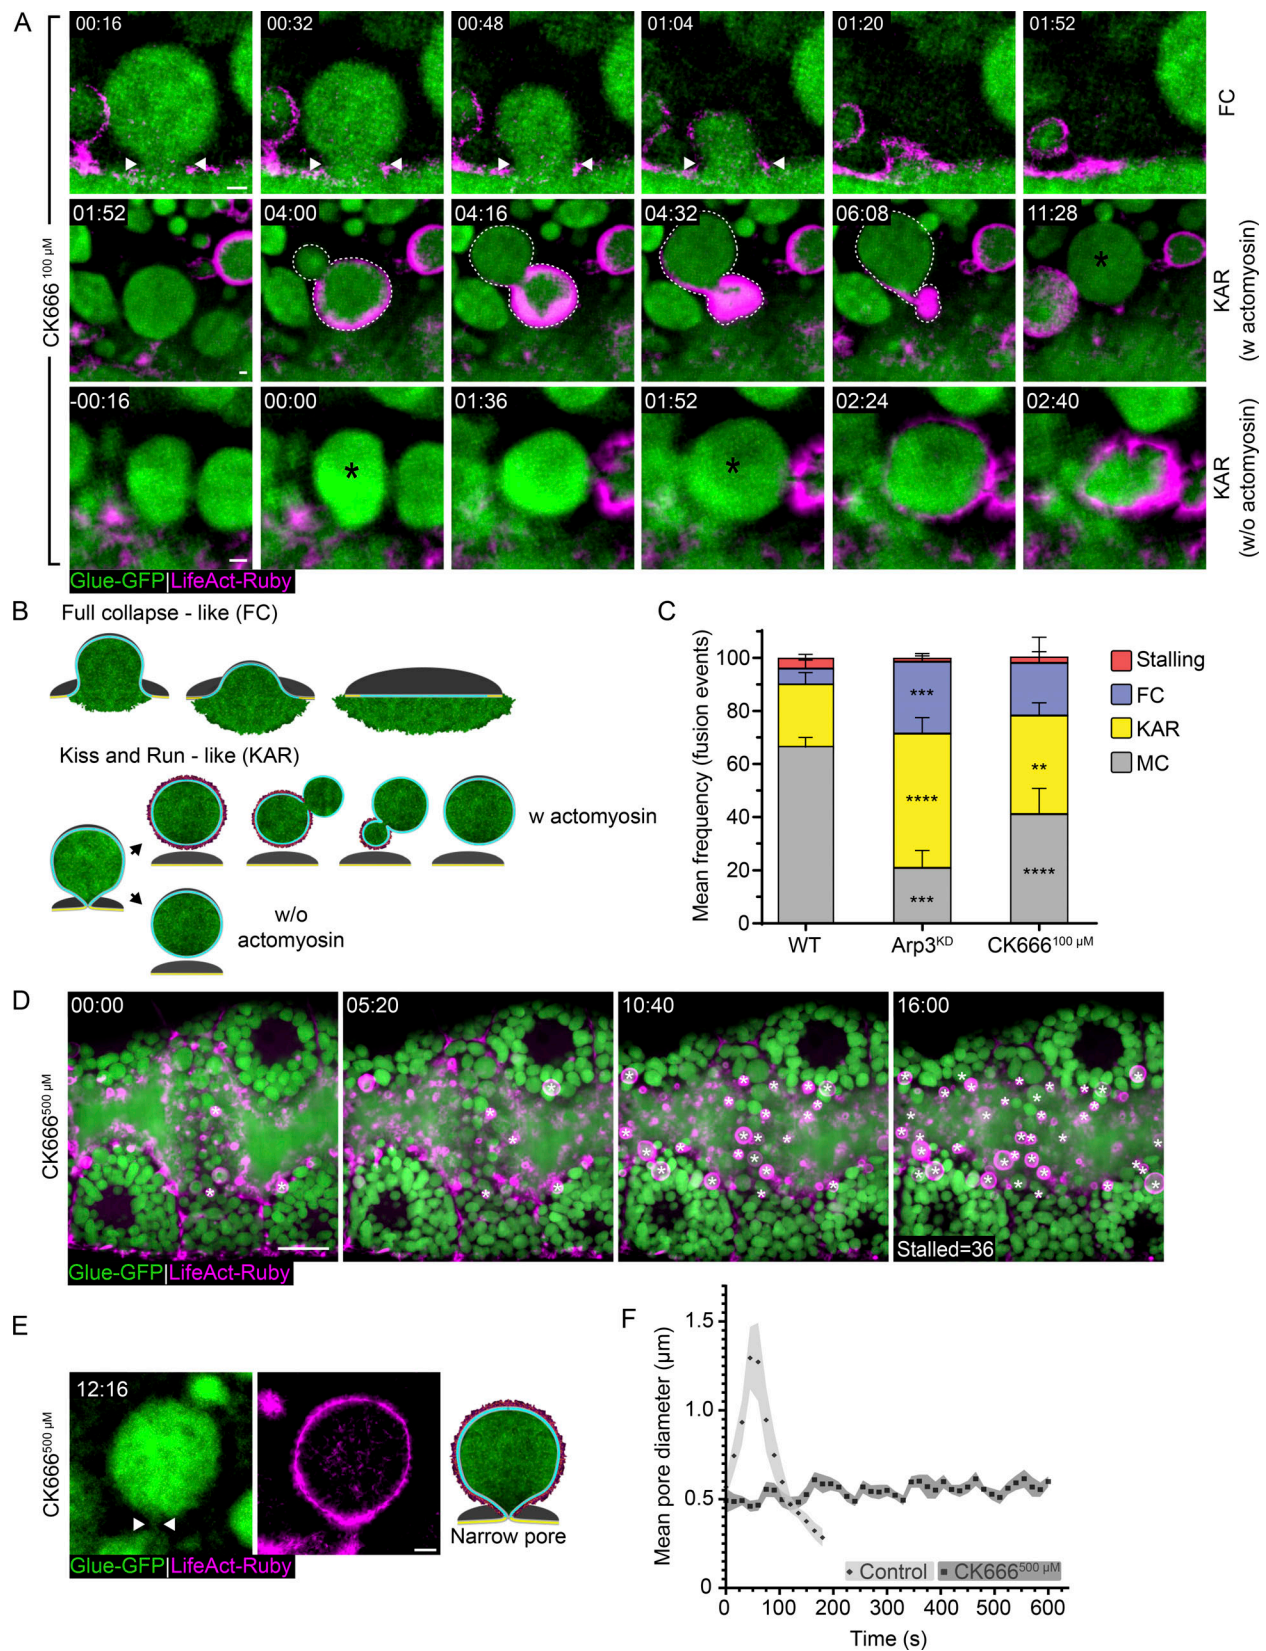 A
00:16
00:32
00:48
01:04
01:20
01:52
FC
CK666 100 µM
01:52
04:00
04:16
04:32
06:08
11:28
*
KAR
(w actomyosin)
-00:16
00:00
01:36
01:52
02:24
02:40
*
*
KAR
(w/o actomyosin)
Glue-GFP|LifeAct-Ruby
B
Full collapse - like (FC)
Kiss and Run - like (KAR)
w actomyosin
w/o
actomyosin
C
Mean frequency (fusion events)
100
80
60
40
20
0
***
****
***
**
****
WT
Arp3KD
CK666100 µM
Stalling
FC
KAR
MC
D
CK666500 µM
00:00
05:20
10:40
16:00
Stalled=36
Glue-GFP|LifeAct-Ruby
E
CK666500 µM
12:16
Glue-GFP|LifeAct-Ruby
Narrow pore
F
Mean pore diameter (µm)
1.5
1.0
0.5
0
Control
CK666500 µM
0 100 200 300 400 500 600
Time (s)